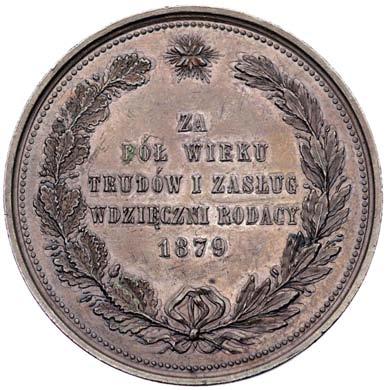 ZA
PÓŁ WIEKU
TRUDÓW I ZASŁUG
WDZIĘCZNI RODACY
1879